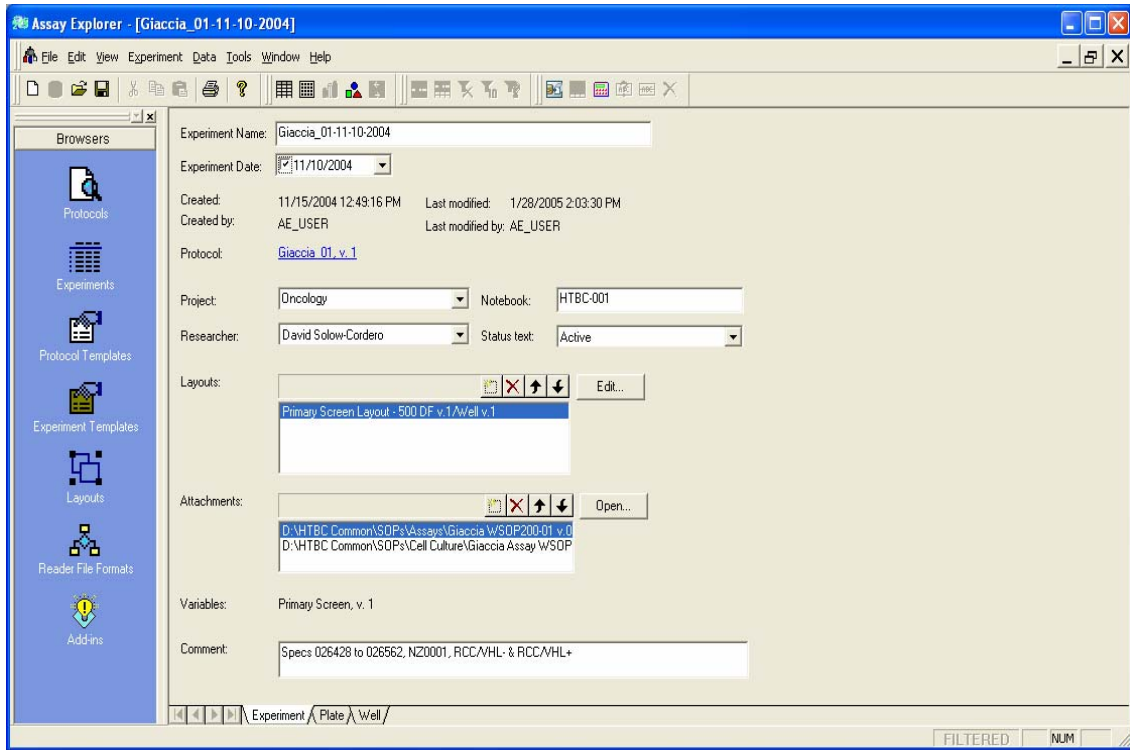 Assay Explorer - [Giaccia_01-11-10-2004]
File Edit View Experiment Data Tools Window Help
Browsers
Protocols
Experiments
Protocol Templates
Experiment Templates
Layouts
Reader File Formats
Add-ins
Experiment Name: Giaccia_01-11-10-2004
Experiment Date: 11/10/2004
Created: 11/15/2004 12:49:16 PM Last modified: 1/28/2005 2:03:30 PM
Created by: AE_USER Last modified by: AE_USER
Protocol: Giaccia_01, v. 1
Project: Oncology Notebook: HTBC-001
Researcher: David Solow-Cordero Status text: Active
Layouts: Edit...
Primary Screen Layout - 500 DF v.1/Well v.1
Attachments: Open...
D:\HTBC Common\SOPs\Assays\Giaccia WSOP200-01 v.0
D:\HTBC Common\SOPs\Cell Culture\Giaccia Assay WSOP
Variables: Primary Screen, v. 1
Comment: Specs 026428 to 026562, NZ0001, RCC/VHL- & RCC/VHL+
Experiment Plate Well
FILTERED NUM